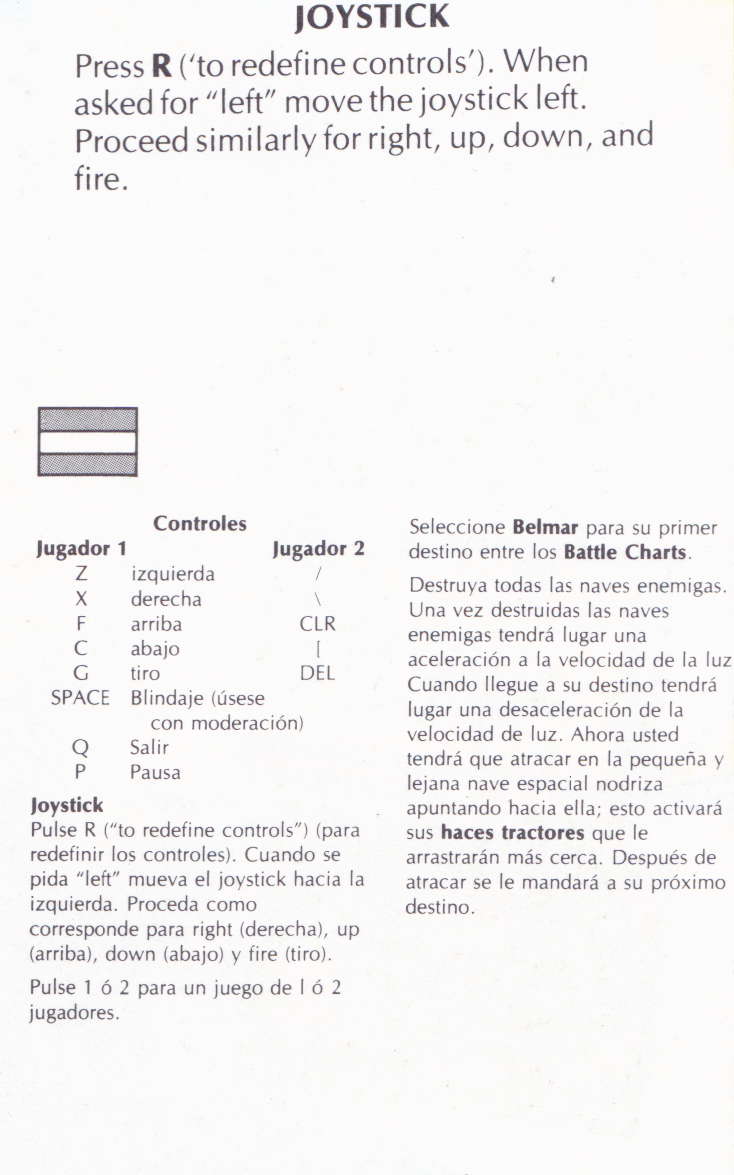 JOYSTICK
Press R ('to redefine controls'). When
asked for "left" move the joystick left.
Proceed similarly for right, up, down, and
fire.
Controles
Jugador 1 Jugador 2
Z izquierda /
X derecha \
F arriba CLR
C abajo [
G tiro DEL
SPACE Blindaje (úsese
con moderación)
Q Salir
P Pausa
Joystick
Pulse R ("to redefine controls") (para
redefinir los controles). Cuando se
pida "left" mueva el joystick hacia la
izquierda. Proceda como
corresponde para right (derecha), up
(arriba), down (abajo) y fire (tiro).
Pulse 1 ó 2 para un juego de l ó 2
jugadores.
Seleccione Belmar para su primer
destino entre los Battle Charts.
Destruya todas las naves enemigas.
Una vez destruidas las naves
enemigas tendrá lugar una
aceleración a la velocidad de la luz
Cuando llegue a su destino tendrá
lugar una desaceleración de la
velocidad de luz. Ahora usted
tendrá que atracar en la pequeña y
lejana nave espacial nodriza
apuntando hacia ella; esto activará
sus haces tractores que le
arrastrarán más cerca. Después de
atracar se le mandará a su próximo
destino.